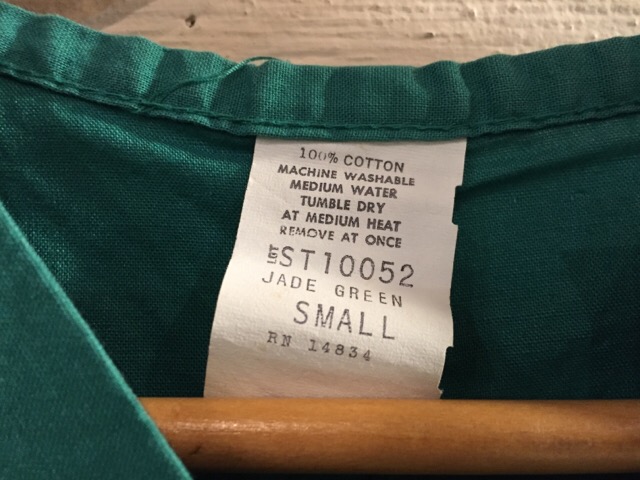 100% COTTON
MACHINE WASHABLE
MEDIUM WATER
TUMBLE DRY
AT MEDIUM HEAT
REMOVE AT ONCE
LOT ST10052
JADE GREEN
SMALL
RN 14834